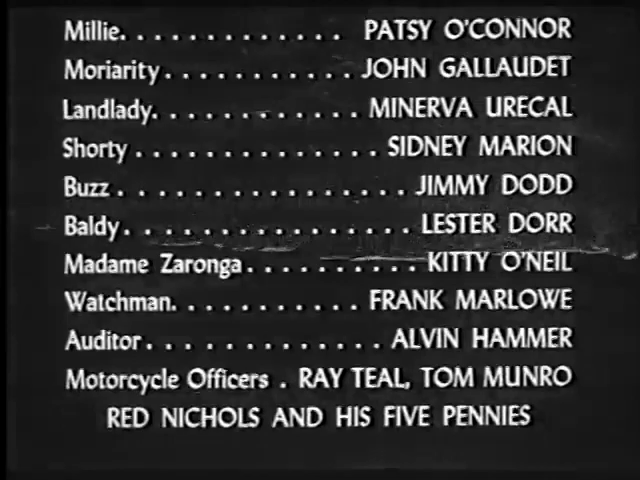 Millie. . . . . . . . . . . . . PATSY O'CONNOR
Moriarity . . . . . . . . . . . JOHN GALLAUDET
Landlady. . . . . . . . . . . . MINERVA URECAL
Shorty . . . . . . . . . . . . . . SIDNEY MARION
Buzz . . . . . . . . . . . . . . . . JIMMY DODD
Baldy . . . . . . . . . . . . . . . . LESTER DORR
Madame Zaronga . . . . . . . . . . KITTY O'NEIL
Watchman. . . . . . . . . . . FRANK MARLOWE
Auditor . . . . . . . . . . . . . ALVIN HAMMER
Motorcycle Officers . RAY TEAL, TOM MUNRO
RED NICHOLS AND HIS FIVE PENNIES